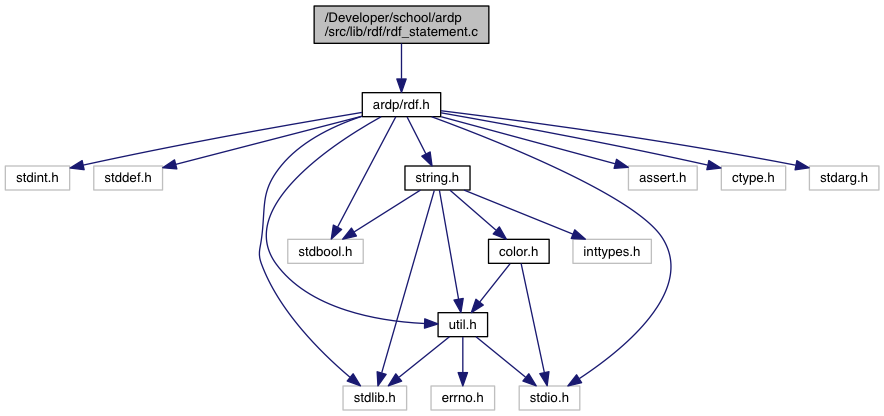 /Developer/school/ardp
/src/lib/rdf/rdf_statement.c
ardp/rdf.h
stdint.h
stddef.h
string.h
assert.h
ctype.h
stdarg.h
stdbool.h
color.h
inttypes.h
util.h
stdlib.h
errno.h
stdio.h